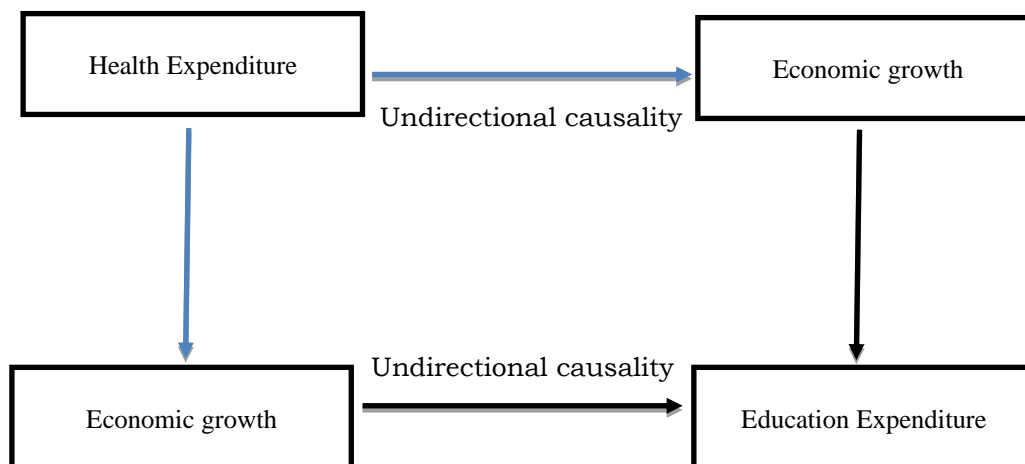 Health Expenditure
Economic growth
Undirectional causality
Undirectional causality
Economic growth
Education Expenditure